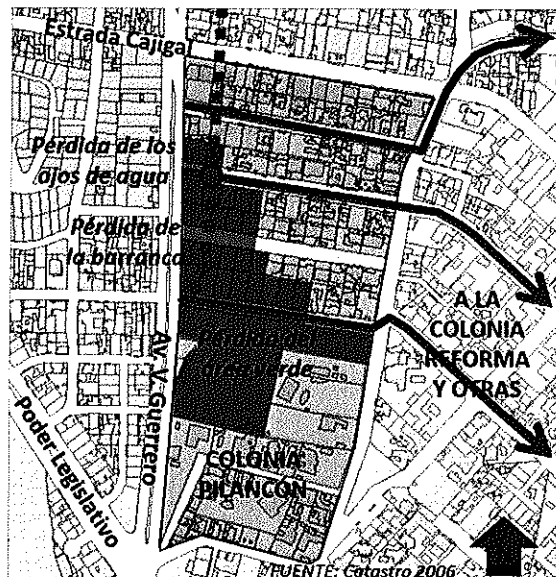 Estrada Cajigal
Pérdida de los
ojos de agua
Pérdida de
la barranca
Av. V. Guerrero
Pérdida del
área verde
A LA
COLONIA
REFORMA
Y OTRAS
Poder Legislativo
COLONIA
PILANCÓN
FUENTE: Catastro 2006